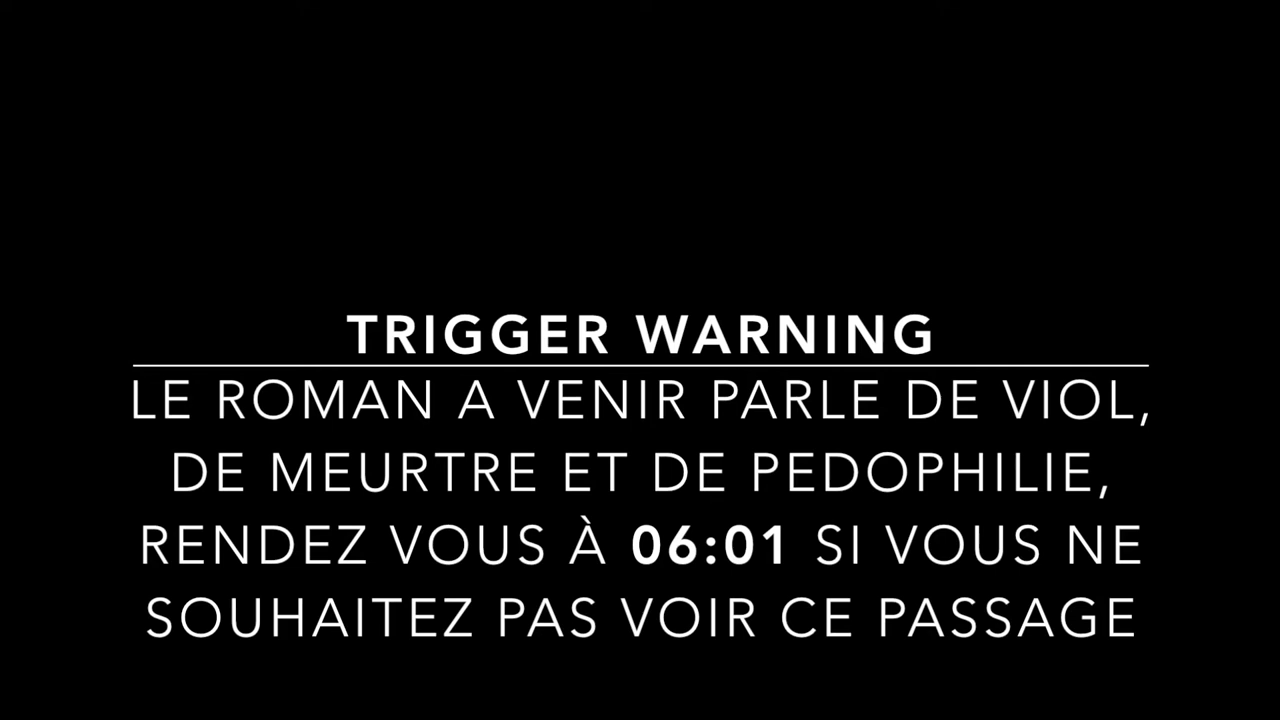 TRIGGER WARNING
LE ROMAN A VENIR PARLE DE VIOL,
DE MEURTRE ET DE PEDOPHILIE,
RENDEZ VOUS À 06:01 SI VOUS NE
SOUHAITEZ PAS VOIR CE PASSAGE